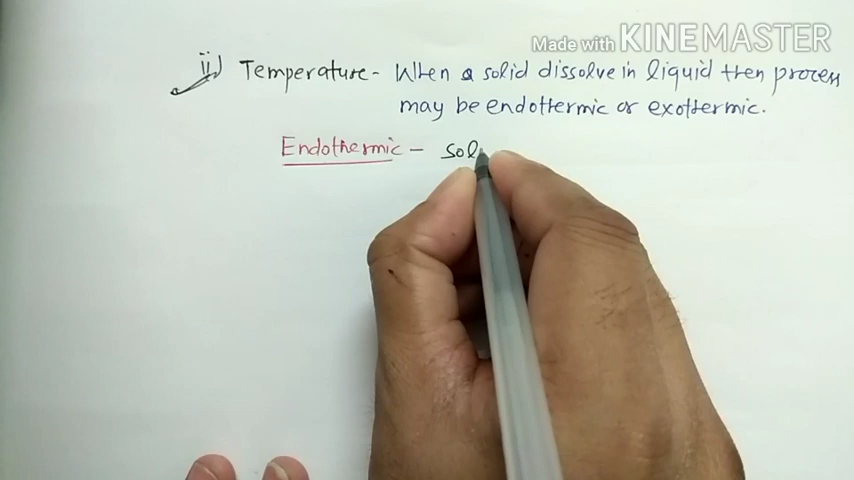 Made with KINEMASTER
ii) Temperature - When a solid dissolve in liquid then process
may be endothermic or exothermic.
Endothermic - sol